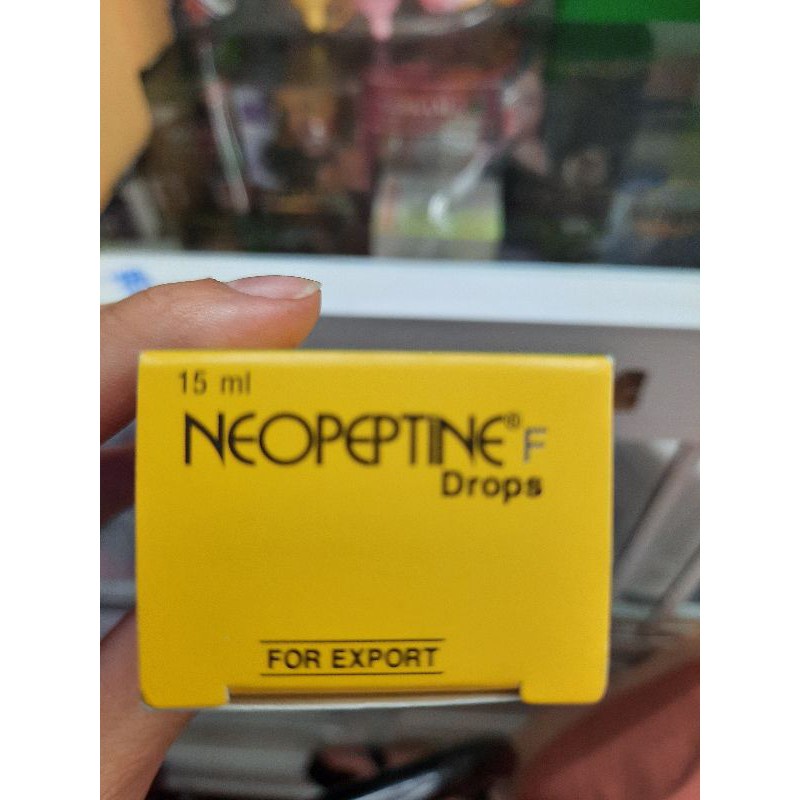 15 ml
NEOPEPTINE® F
Drops
FOR EXPORT